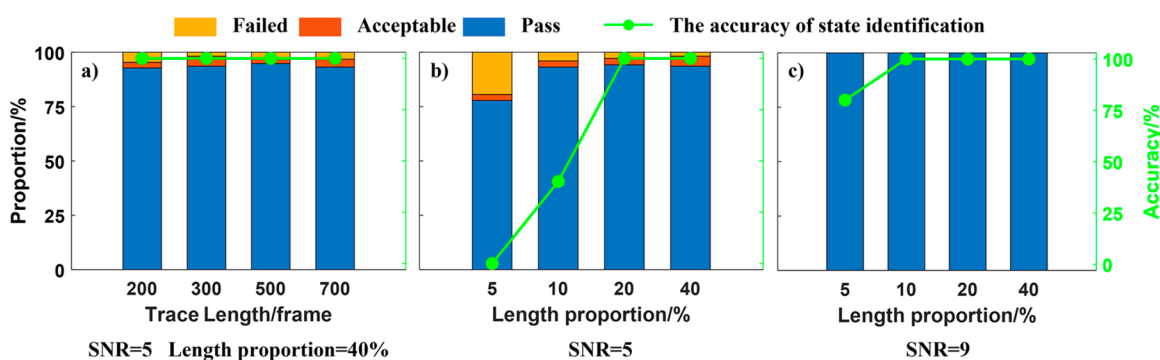 Failed Acceptable Pass The accuracy of state identification
100 75 50 25 0
Proportion/%
a)
200 300 500 700
Trace Length/frame
SNR=5 Length proportion=40%
b)
5 10 20 40
Length proportion/%
SNR=5
c)
5 10 20 40
Length proportion/%
SNR=9
100 75 50 25 0
Accuracy/%